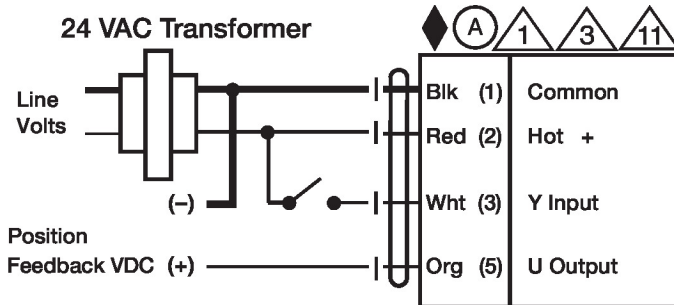 24 VAC Transformer
A 1 3 11
Line
Volts
Blk (1) Common
Red (2) Hot +
(–) Wht (3) Y Input
Position
Feedback VDC (+) Org (5) U Output